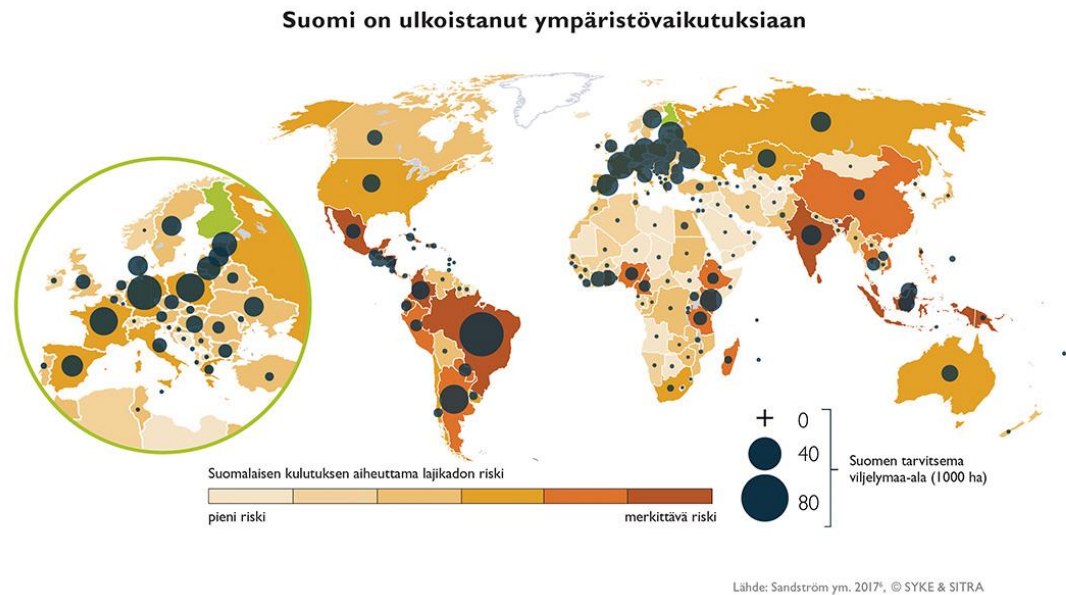 Suomi on ulkoistanut ympäristövaikutuksiaan
Suomalaisen kulutuksen aiheuttama lajikadon riski
pieni riski
merkittävä riski
0
40
80
Suomen tarvitsema
viljelymaa-ala (1000 ha)
Lähde: Sandström ym. 2017⁸, © SYKE & SITRA